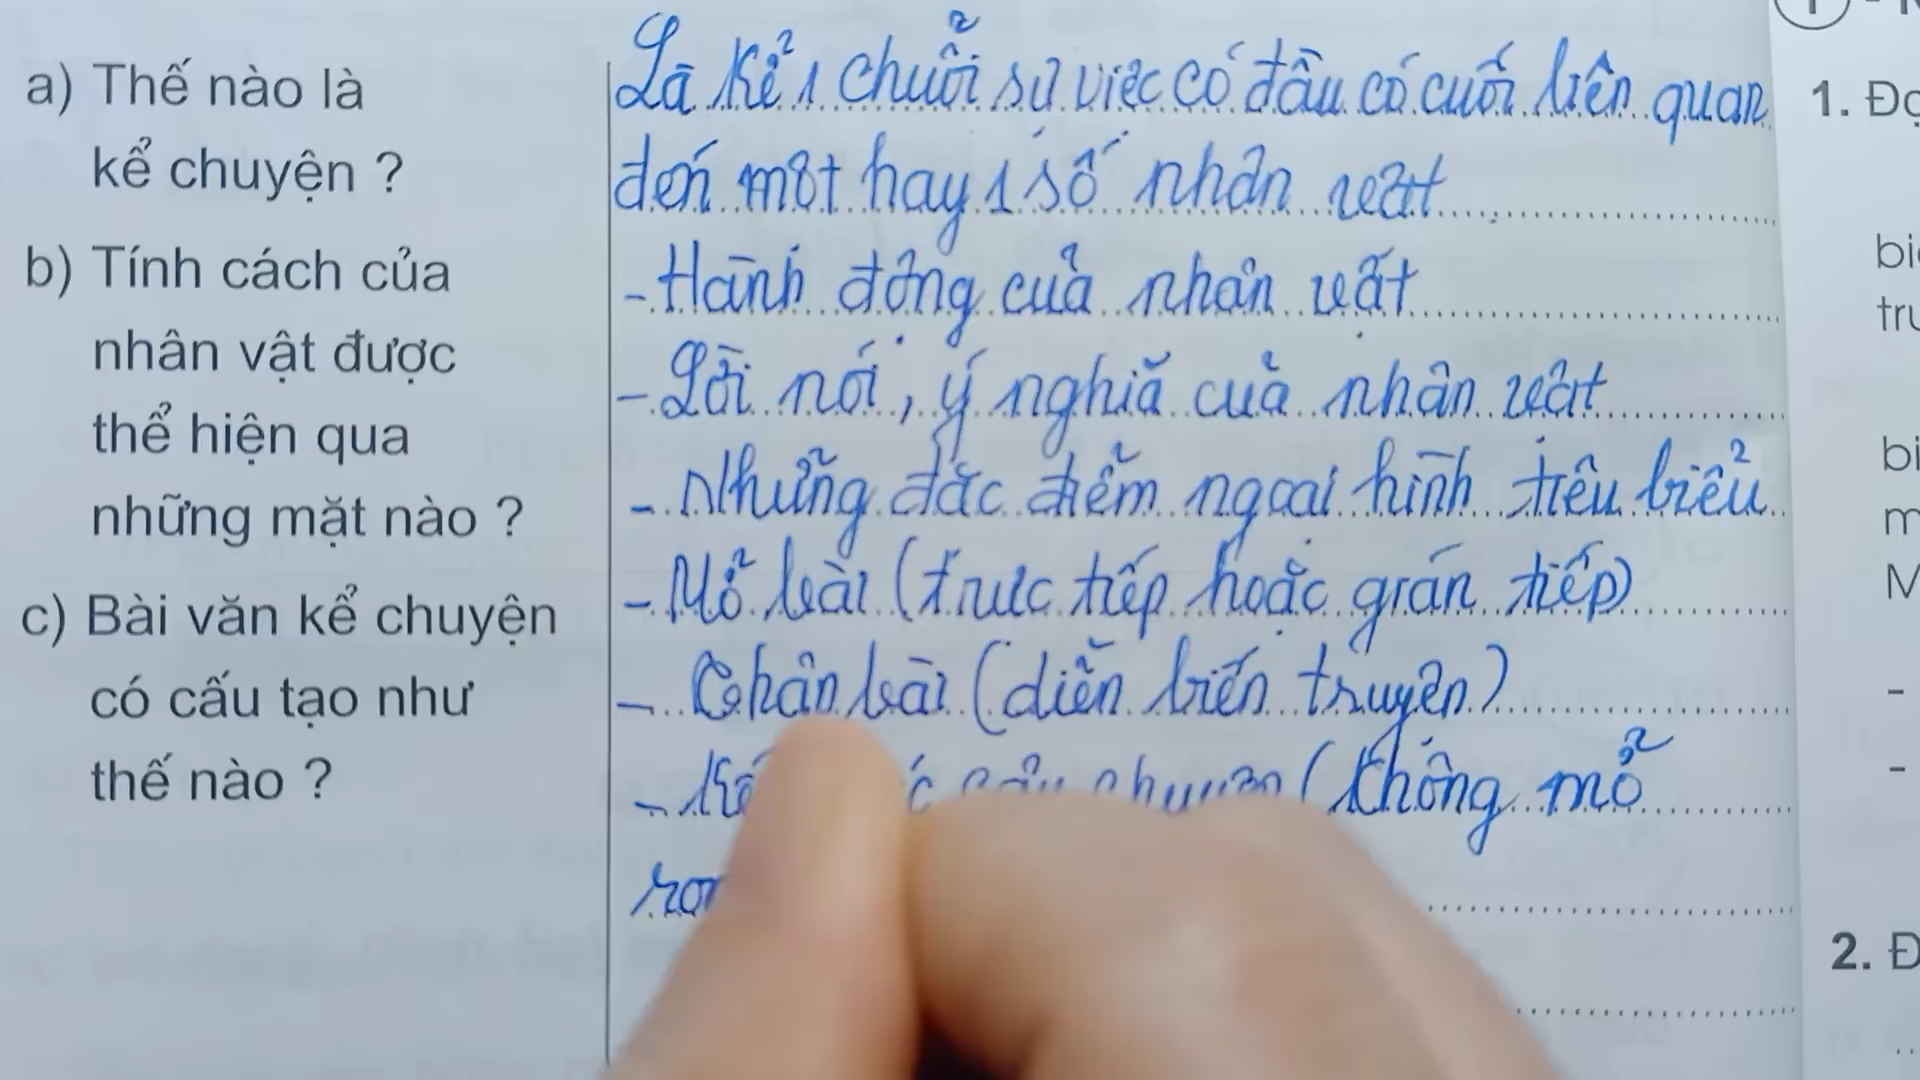 a) Thế nào là
kể chuyện ?
b) Tính cách của
nhân vật được
thể hiện qua
những mặt nào ?
c) Bài văn kể chuyện
có cấu tạo như
thế nào ?
Là kể 1 chuỗi sự việc có đầu có cuối liên quan
đến một hay 1 số nhân vật
- Hành động của nhân vật
- Lời nói, ý nghĩa của nhân vật
- Những đặc điểm ngoại hình tiêu biểu
- Mở bài (trực tiếp hoặc gián tiếp)
- Thân bài (diễn biến truyện)
- câu chuyện (không mở
1.
bi
m
2. Đ